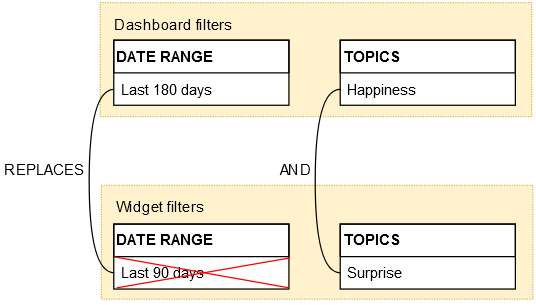 Dashboard filters
DATE RANGE
TOPICS
Last 180 days
Happiness
REPLACES
AND
Widget filters
DATE RANGE
TOPICS
Last 90 days
Surprise